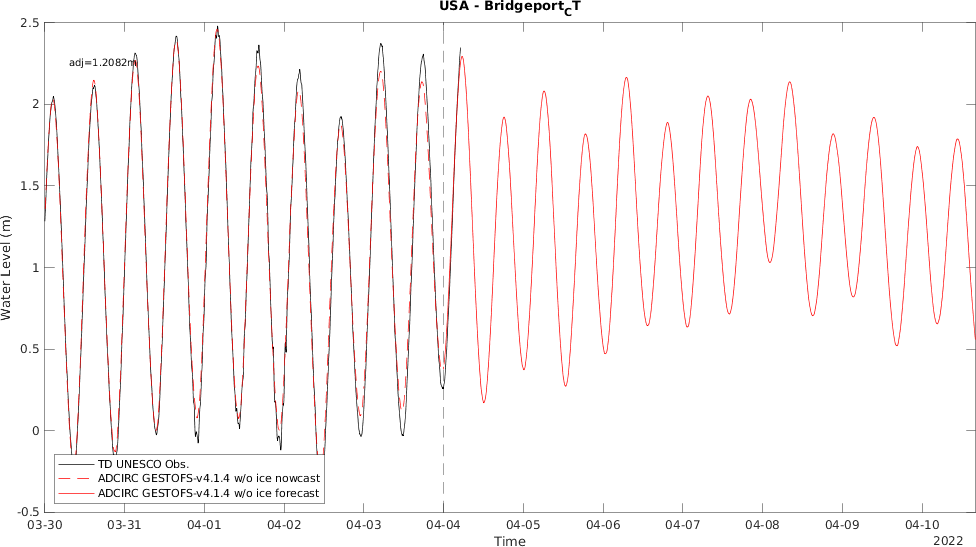 USA - Bridgeport_CT
2.5
adj=1.2082m
2
1.5
1
0.5
0
-0.5
Water Level (m)
TD UNESCO Obs.
ADCIRC GESTOFS-v4.1.4 w/o ice nowcast
ADCIRC GESTOFS-v4.1.4 w/o ice forecast
03-30 03-31 04-01 04-02 04-03 04-04 04-05 04-06 04-07 04-08 04-09 04-10
Time
2022